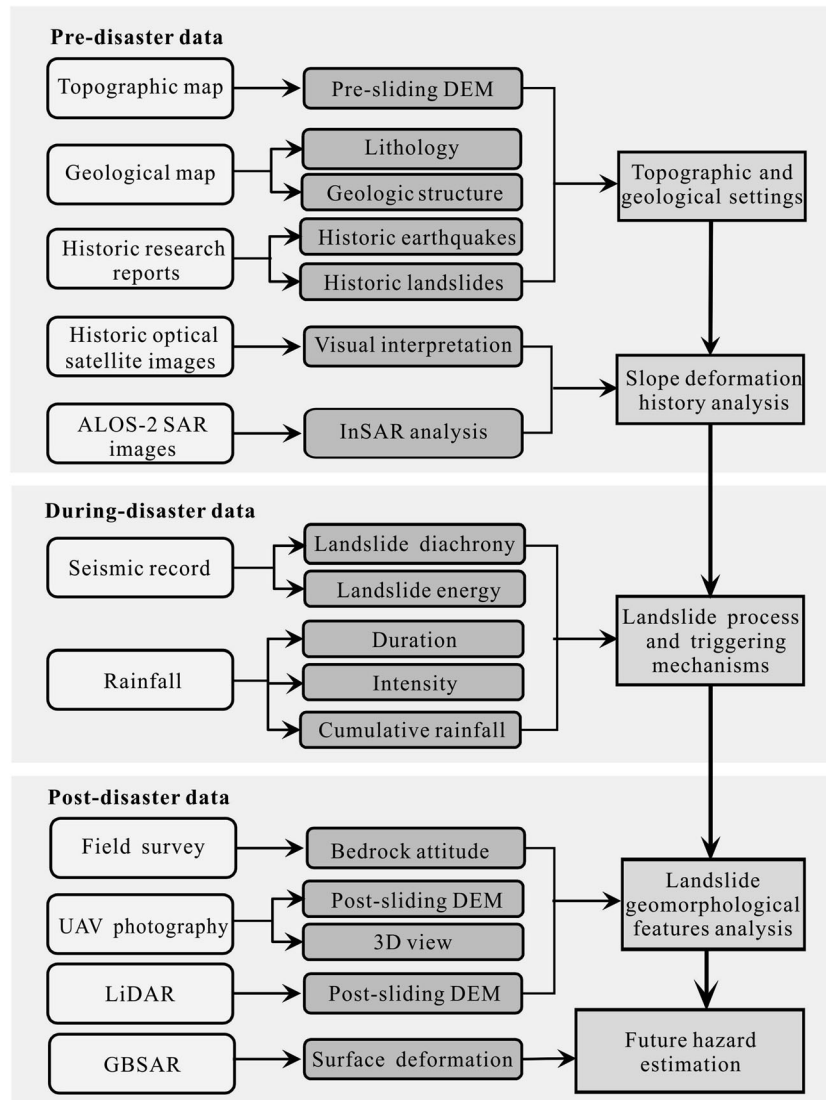 Pre-disaster data
Topographic map
Pre-sliding DEM
Geological map
Lithology
Geologic structure
Historic research
reports
Historic earthquakes
Historic landslides
Topographic and
geological settings
Historic optical
satellite images
Visual interpretation
ALOS-2 SAR
images
InSAR analysis
Slope deformation
history analysis
During-disaster data
Seismic record
Landslide diachrony
Landslide energy
Rainfall
Duration
Intensity
Cumulative rainfall
Landslide process
and triggering
mechanisms
Post-disaster data
Field survey
Bedrock attitude
UAV photography
Post-sliding DEM
3D view
LiDAR
Post-sliding DEM
Landslide
geomorphological
features analysis
GBSAR
Surface deformation
Future hazard
estimation